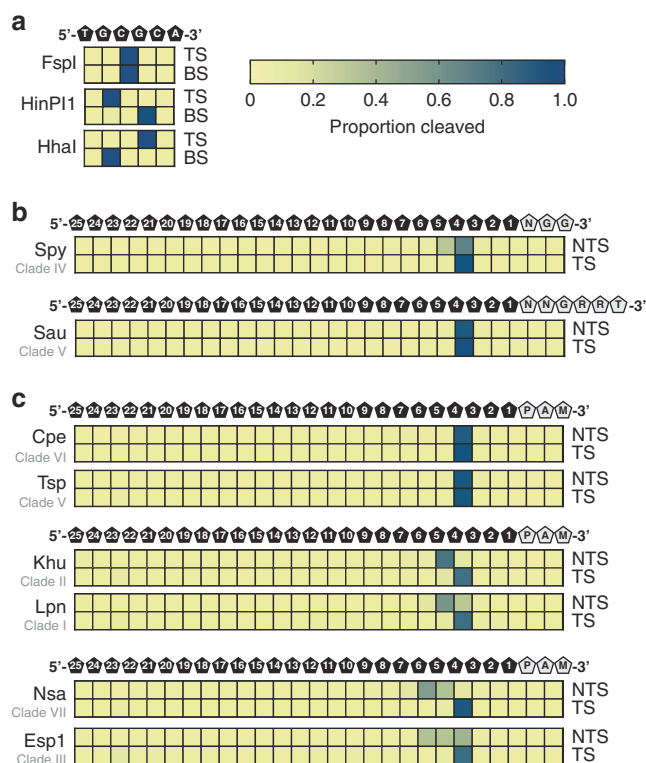 a
5'- T G C G C A -3'
FspI TS
BS
HinPI1 TS
BS
HhaI TS
BS
0 0.2 0.4 0.6 0.8 1.0
Proportion cleaved
b
5'- 25 24 23 22 21 20 19 18 17 16 15 14 13 12 11 10 9 8 7 6 5 4 3 2 1 N G G -3'
Spy NTS
Clade IV TS
5'- 25 24 23 22 21 20 19 18 17 16 15 14 13 12 11 10 9 8 7 6 5 4 3 2 1 N N G R R T -3'
Sau NTS
Clade V TS
c
5'- 25 24 23 22 21 20 19 18 17 16 15 14 13 12 11 10 9 8 7 6 5 4 3 2 1 P A M -3'
Cpe NTS
Clade VI TS
Tsp NTS
Clade V TS
5'- 25 24 23 22 21 20 19 18 17 16 15 14 13 12 11 10 9 8 7 6 5 4 3 2 1 P A M -3'
Khu NTS
Clade II TS
Lpn NTS
Clade I TS
5'- 25 24 23 22 21 20 19 18 17 16 15 14 13 12 11 10 9 8 7 6 5 4 3 2 1 P A M -3'
Nsa NTS
Clade VII TS
Esp1 NTS
Clade III TS